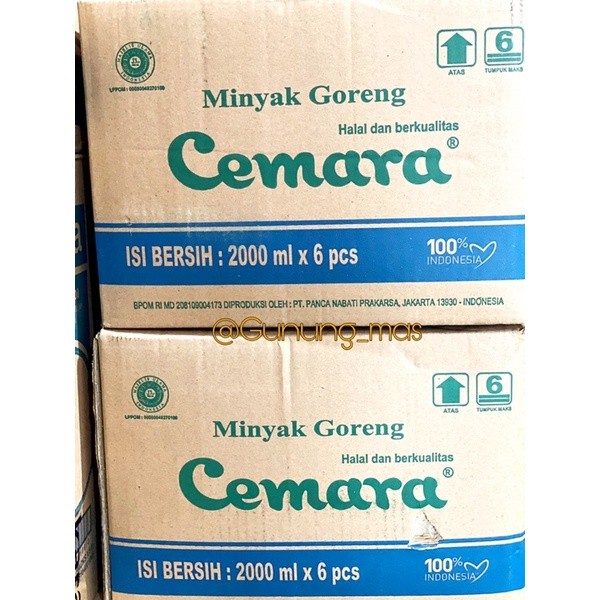 LPPOM : 00080049270108
6
ATAS
TUMPUK MAKS
Minyak Goreng
Halal dan berkualitas
Cemara®
ISI BERSIH : 2000 ml x 6 pcs
100%
INDONESIA
BPOM RI MD 208109004173 DIPRODUKSI OLEH : PT. PANCA NABATI PRAKARSA, JAKARTA 13930 - INDONESIA
@Gunung_mas
6
ATAS
TUMPUK MAKS
Minyak Goreng
Halal dan berkualitas
Cemara®
ISI BERSIH : 2000 ml x 6 pcs
100%
INDONESIA